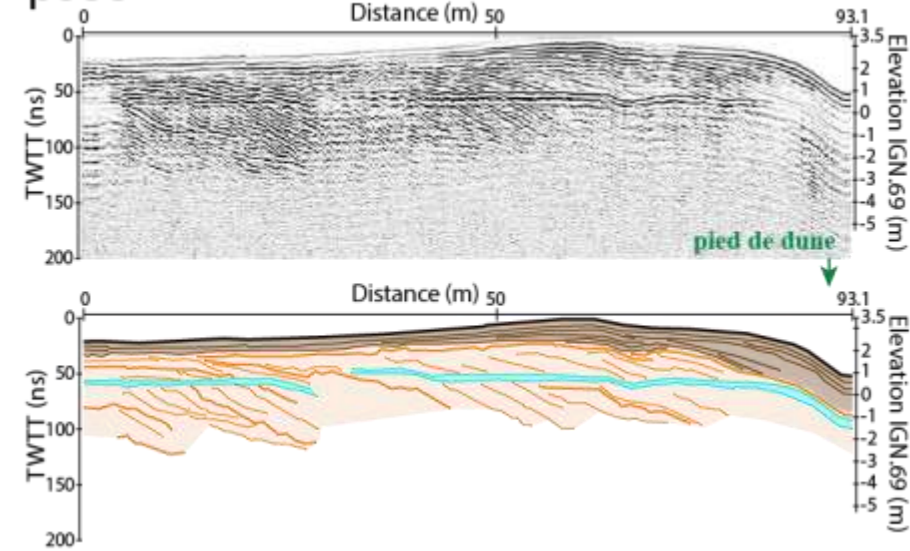 Distance (m)
0 50 93.1
0 3.5
50
100
150
200
TWTT (ns)
2
1
0
-1
-2
-3
-4
-5
Elevation IGN.69 (m)
pied de dune
Distance (m)
0 50 93.1
0 3.5
50
100
150
200
TWTT (ns)
2
1
0
-1
-2
-3
-4
-5
Elevation IGN.69 (m)